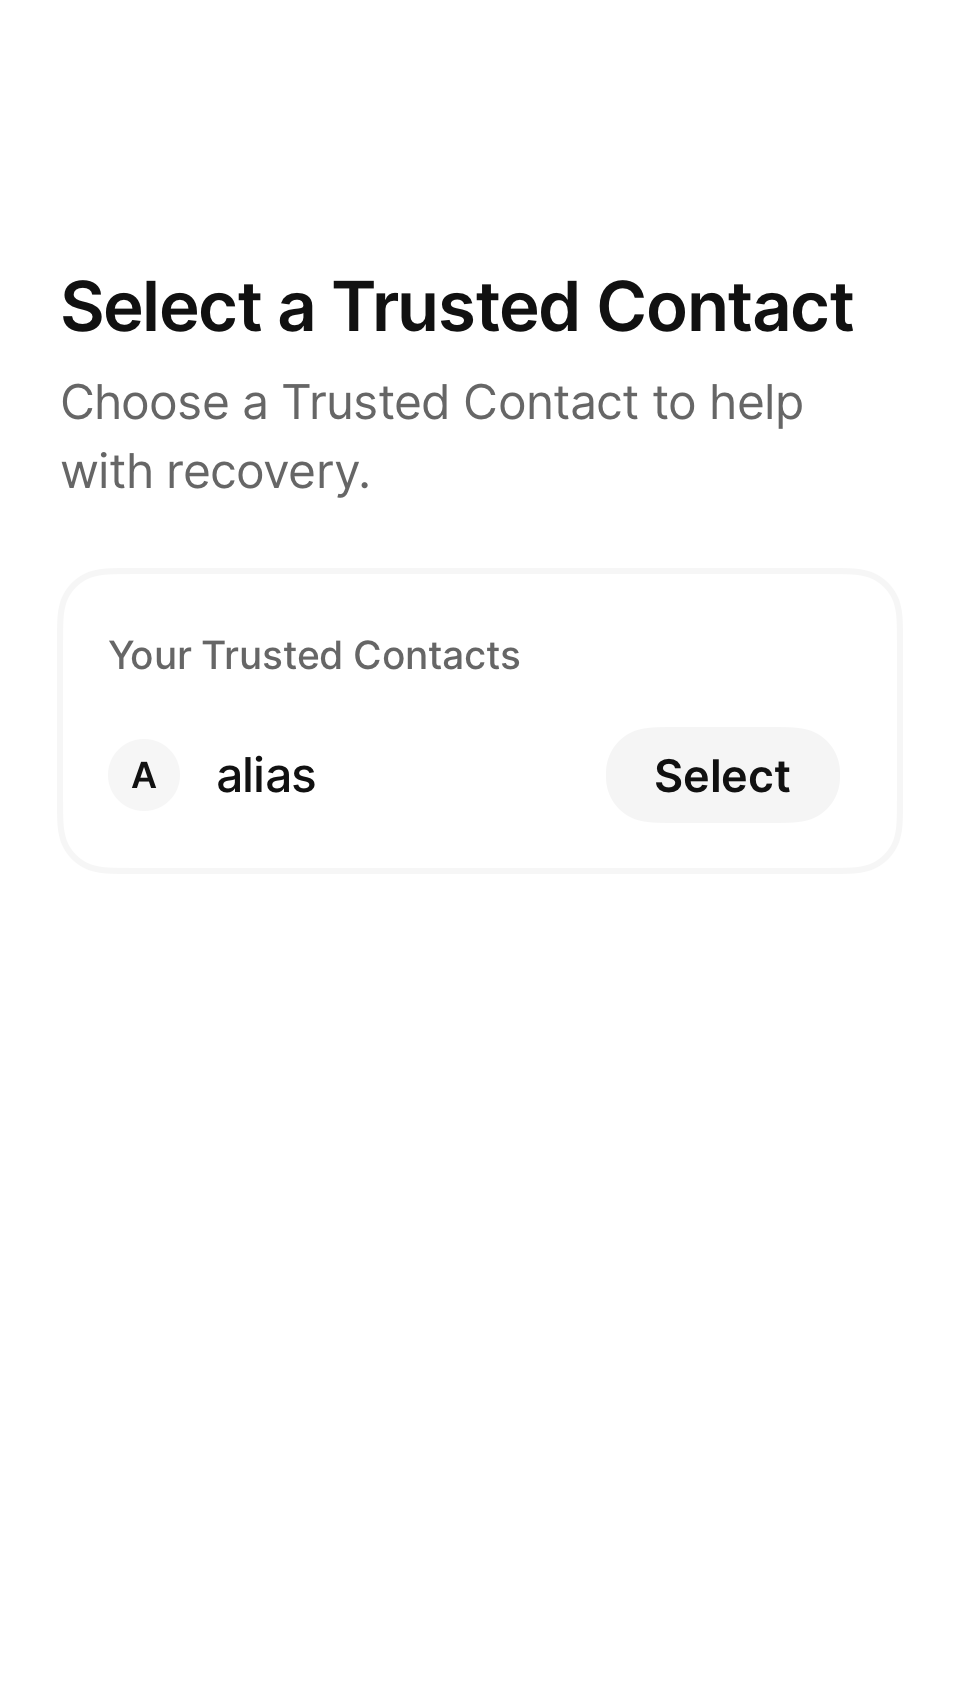 Select a Trusted Contact
Choose a Trusted Contact to help
with recovery.
Your Trusted Contacts
A alias Select